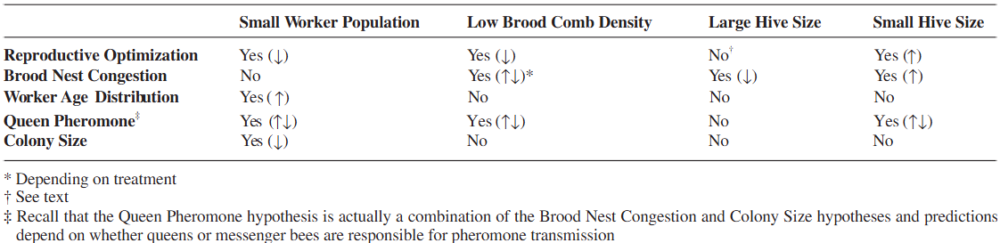 Small Worker Population Low Brood Comb Density Large Hive Size Small Hive Size
Reproductive Optimization Yes (↓) Yes (↓) No† Yes (↑)
Brood Nest Congestion No Yes (↑↓)* Yes (↓) Yes (↑)
Worker Age Distribution Yes (↑) No No No
Queen Pheromone‡ Yes (↑↓) Yes (↑↓) No Yes (↑↓)
Colony Size Yes (↓) No No No
* Depending on treatment
† See text
‡ Recall that the Queen Pheromone hypothesis is actually a combination of the Brood Nest Congestion and Colony Size hypotheses and predictions
depend on whether queens or messenger bees are responsible for pheromone transmission